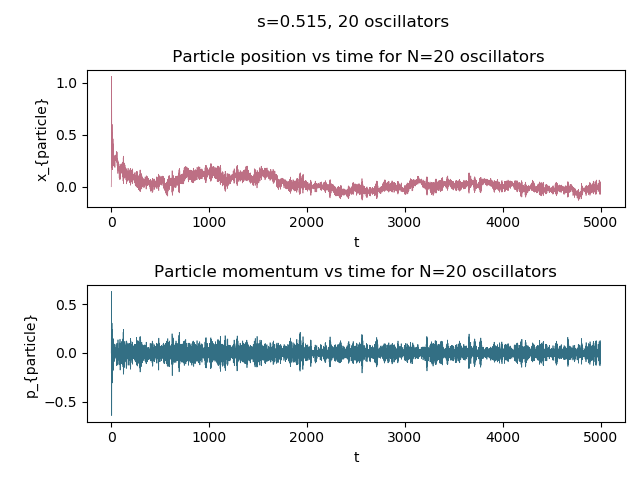 s=0.515, 20 oscillators
Particle position vs time for N=20 oscillators
1.0
0.5
0.0
x_{particle}
0
1000
2000
3000
4000
5000
t
Particle momentum vs time for N=20 oscillators
0.5
0.0
−0.5
p_{particle}
0
1000
2000
3000
4000
5000
t